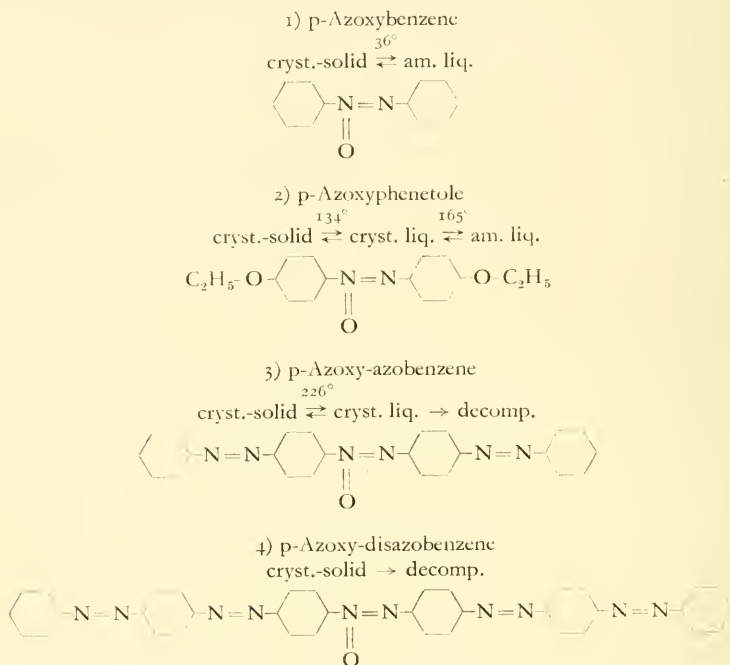 1) p-Azoxybenzene
36°
cryst.-solid ⇄ am. liq.
N=N
||
O
2) p-Azoxyphenetole
134° 165°
cryst.-solid ⇄ cryst. liq. ⇄ am. liq.
C₂H₅-O N=N O-C₂H₅
||
O
3) p-Azoxy-azobenzene
226°
cryst.-solid ⇄ cryst. liq. → decomp.
N=N N=N N=N
||
O
4) p-Azoxy-disazobenzene
cryst.-solid → decomp.
N=N N=N N=N N=N N=N
||
O